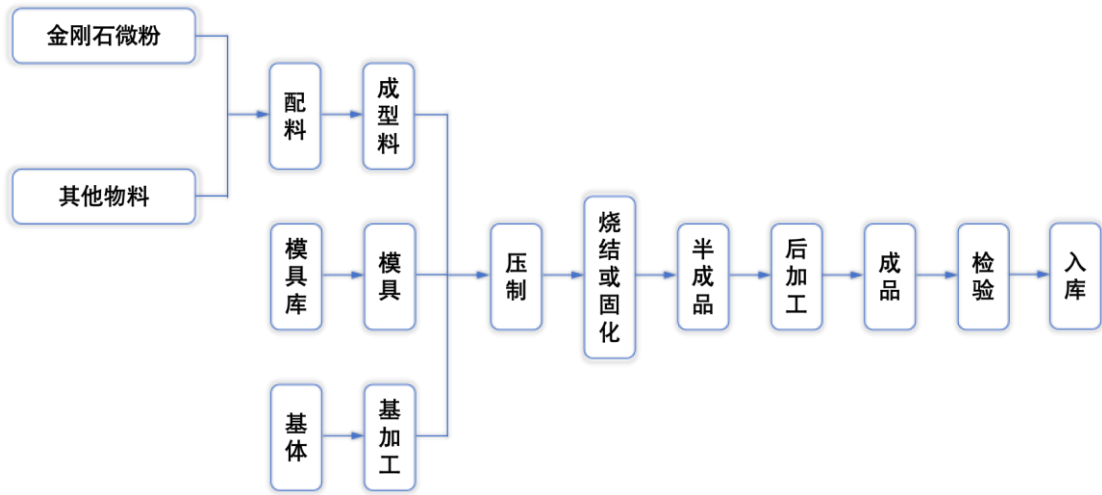 金刚石微粉
其他物料
配料
成型料
模具库
模具
基体
基加工
压制
烧结或固化
半成品
后加工
成品
检验
入库